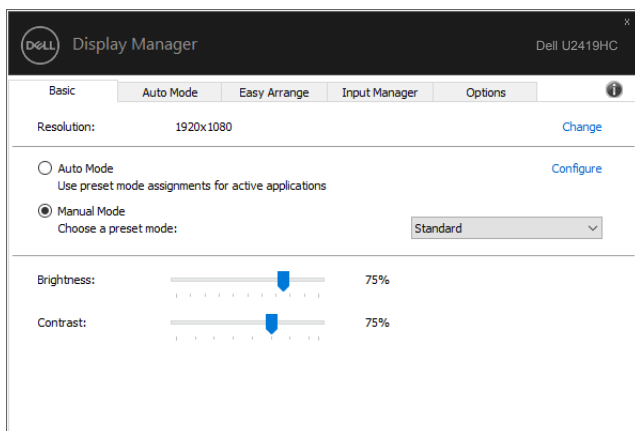 x
DELL Display Manager Dell U2419HC
Basic Auto Mode Easy Arrange Input Manager Options
Resolution: 1920x1080 Change
Auto Mode Configure
Use preset mode assignments for active applications
Manual Mode
Choose a preset mode: Standard
Brightness: 75%
Contrast: 75%